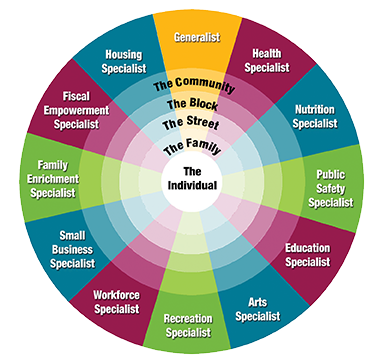 Generalist
Health
Specialist
Nutrition
Specialist
Public
Safety
Specialist
Education
Specialist
Arts
Specialist
Recreation
Specialist
Workforce
Specialist
Small
Business
Specialist
Family
Enrichment
Specialist
Fiscal
Empowerment
Specialist
Housing
Specialist
The Community
The Block
The Street
The Family
The
Individual